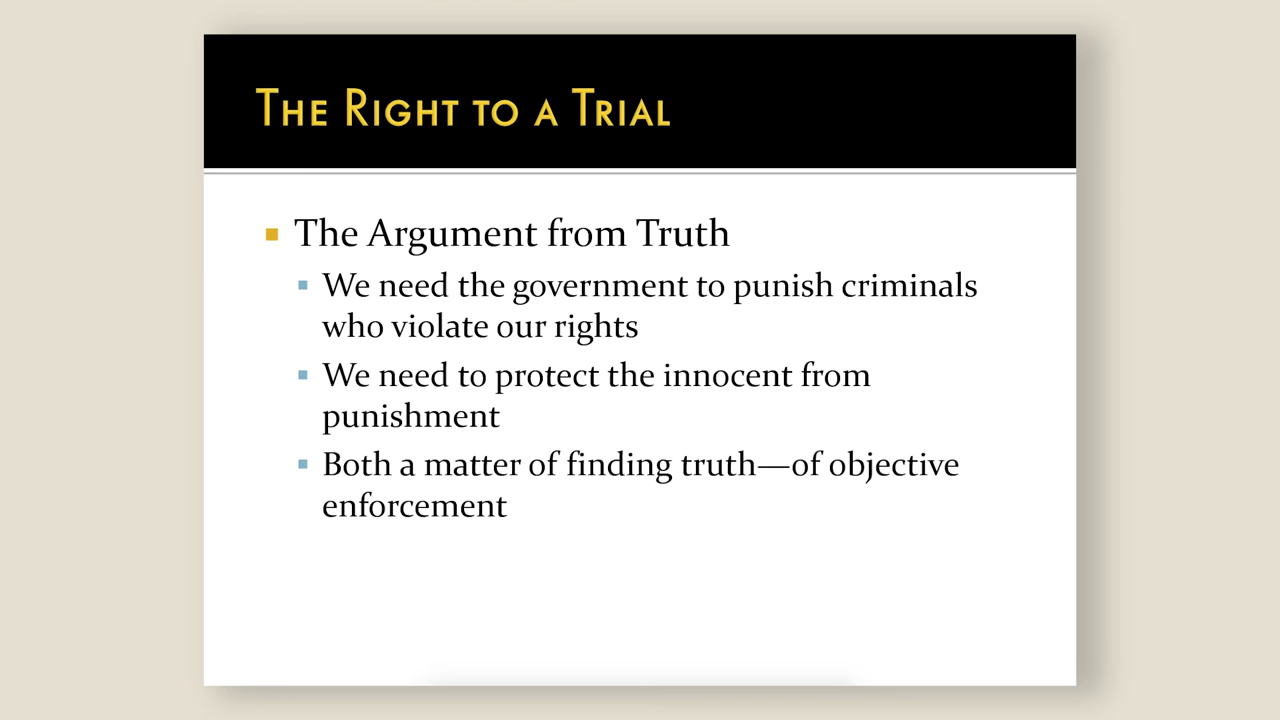 The Right to a Trial
The Argument from Truth
We need the government to punish criminals
who violate our rights
We need to protect the innocent from
punishment
Both a matter of finding truth—of objective
enforcement